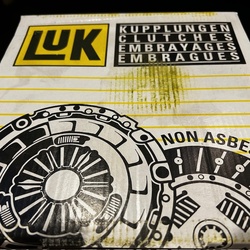 LuK
KUPPLUNGEN
CLUTCHES
EMBRAYAGES
EMBRAGUES
NON ASBE